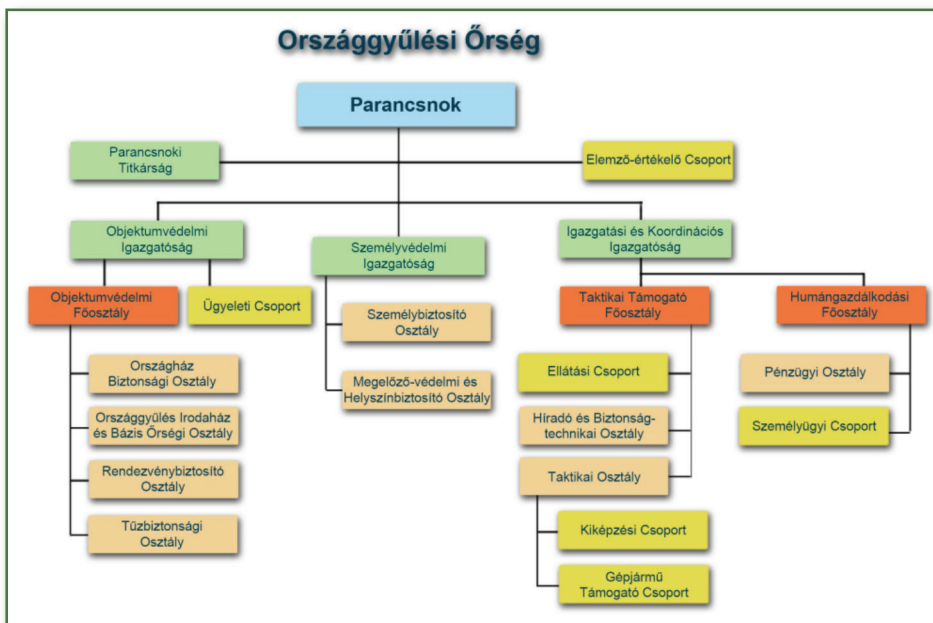 Országgyűlési Őrség
Parancsnok
Parancsnoki
Titkárság
Elemző-értékelő Csoport
Objektumvédelmi
Igazgatóság
Személyvédelmi
Igazgatóság
Igazgatási és Koordinációs
Igazgatóság
Objektumvédelmi
Főosztály
Ügyeleti Csoport
Taktikai Támogató
Főosztály
Humángazdálkodási
Főosztály
Személybiztosító
Osztály
Megelőző-védelmi és
Helyszínbiztosító Osztály
Országház
Biztonsági Osztály
Országgyűlés Irodaház
és Bázis Őrségi Osztály
Rendezvénybiztosító
Osztály
Tűzbiztonsági
Osztály
Ellátási Csoport
Híradó és Biztonság-
technikai Osztály
Taktikai Osztály
Kiképzési Csoport
Gépjármű
Támogató Csoport
Pénzügyi Osztály
Személyügyi Csoport